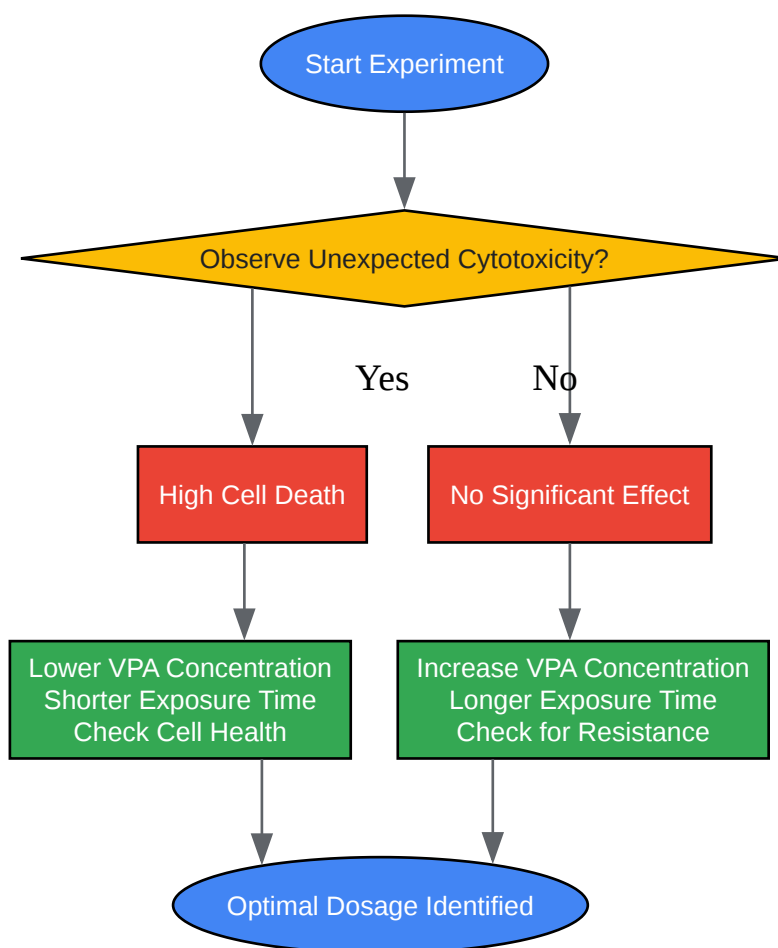 Start Experiment
Observe Unexpected Cytotoxicity?
Yes
No
High Cell Death
No Significant Effect
Lower VPA Concentration
Shorter Exposure Time
Check Cell Health
Increase VPA Concentration
Longer Exposure Time
Check for Resistance
Optimal Dosage Identified